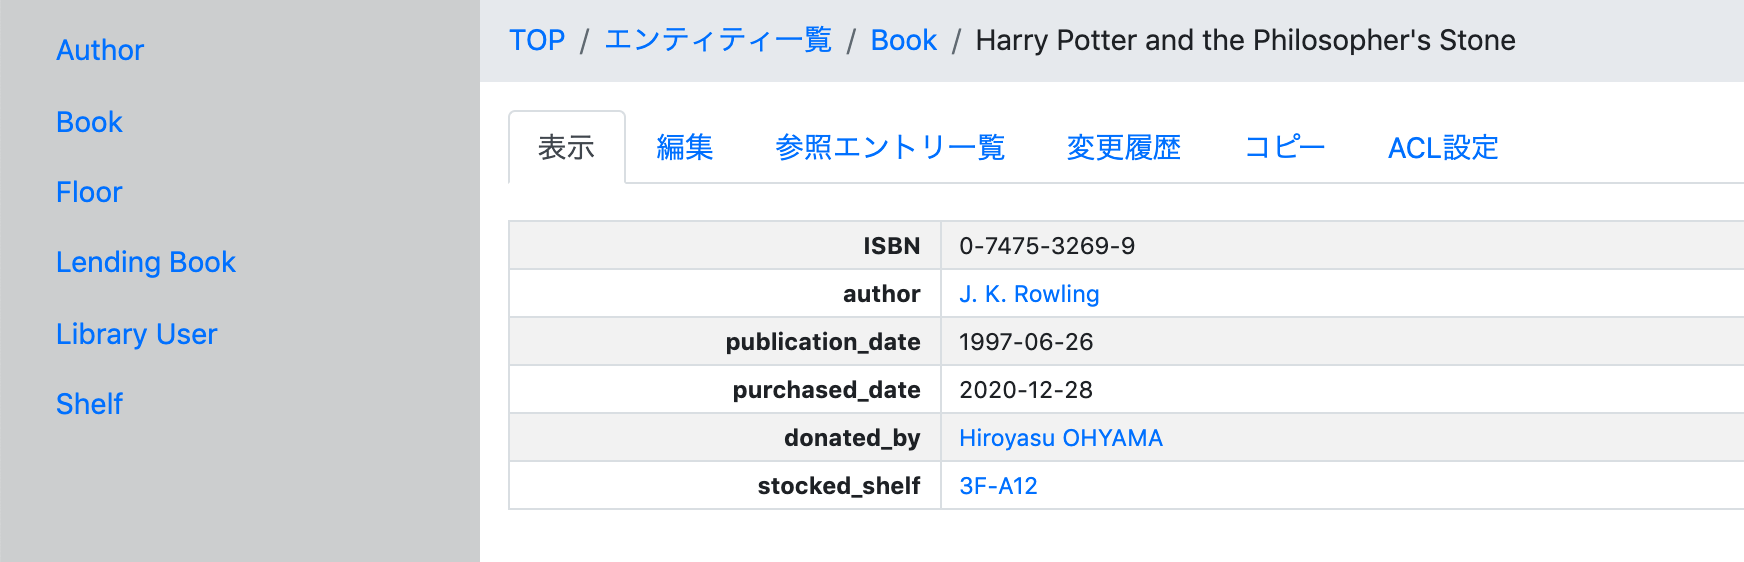 Author
Book
Floor
Lending Book
Library User
Shelf
TOP / エンティティ一覧 / Book / Harry Potter and the Philosopher's Stone
表示 編集 参照エントリ一覧 変更履歴 コピー ACL設定
ISBN 0-7475-3269-9
author J. K. Rowling
publication_date 1997-06-26
purchased_date 2020-12-28
donated_by Hiroyasu OHYAMA
stocked_shelf 3F-A12